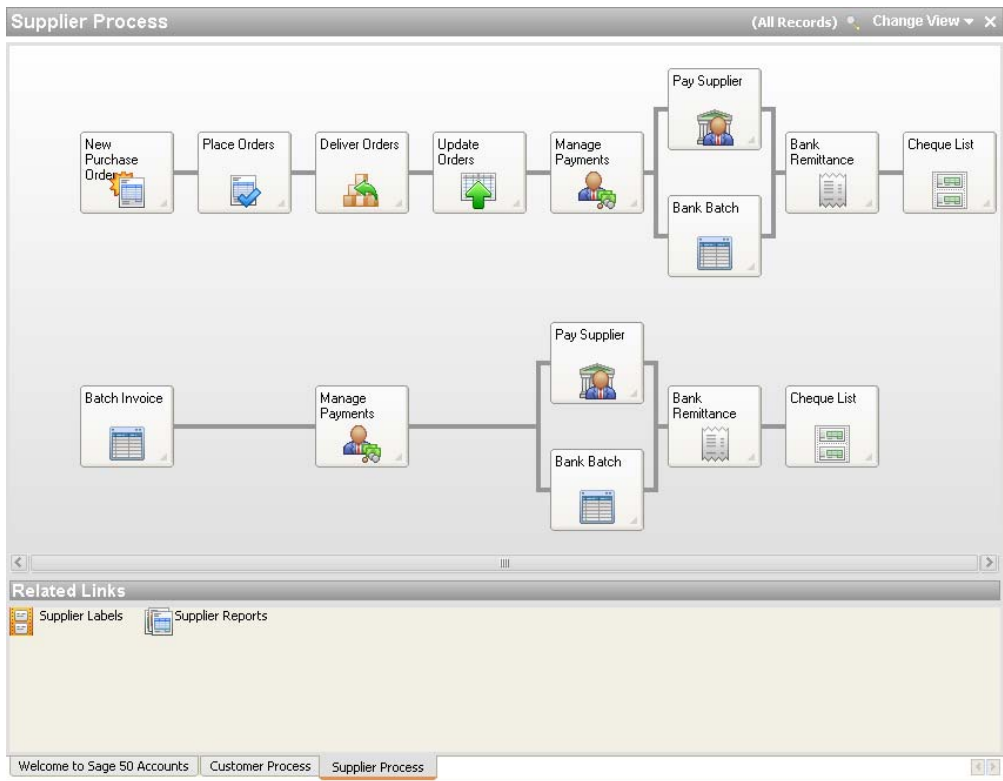 Supplier Process
(All Records) Change View
Pay Supplier
New
Purchase
Order
Place Orders
Deliver Orders
Update
Orders
Manage
Payments
Bank
Remittance
Cheque List
Bank Batch
Pay Supplier
Batch Invoice
Manage
Payments
Bank
Remittance
Cheque List
Bank Batch
Related Links
Supplier Labels
Supplier Reports
Welcome to Sage 50 Accounts
Customer Process
Supplier Process